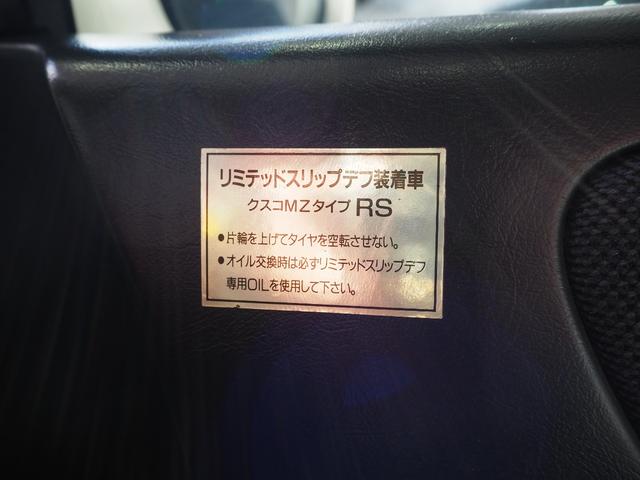 リミテッドスリップデフ装着車
クスコMZタイプ RS
●片輪を上げてタイヤを空転させない。
●オイル交換時は必ずリミテッドスリップデフ
専用OILを使用して下さい。